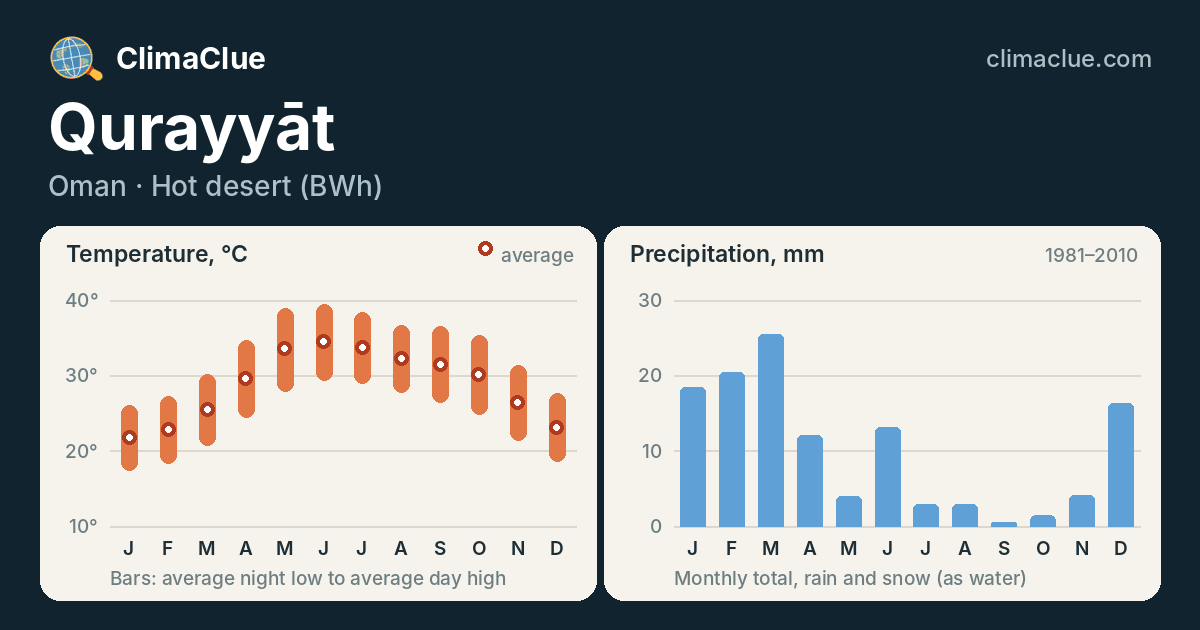 ClimaClue
climaclue.com
Qurayyāt
Oman · Hot desert (BWh)
Temperature, °C
average
40°
30°
20°
10°
J F M A M J J A S O N D
Bars: average night low to average day high
Precipitation, mm
1981–2010
30
20
10
0
J F M A M J J A S O N D
Monthly total, rain and snow (as water)